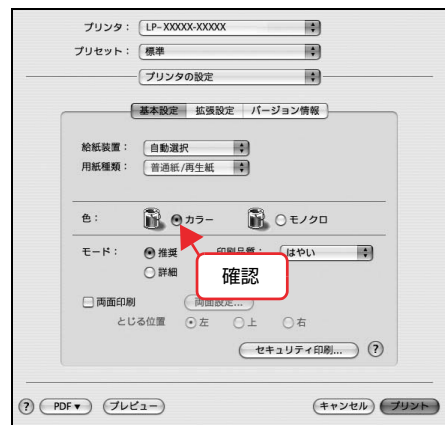 プリンタ： LP-XXXXX-XXXXX
プリセット： 標準
プリンタの設定
基本設定 拡張設定 バージョン情報
給紙装置： 自動選択
用紙種類： 普通紙/再生紙
色： カラー モノクロ
モード： 推奨 印刷品質： はやい
詳細
確認
両面印刷 両面設定...
とじる位置 左 上 右
セキュリティ印刷... ?
? PDF▼ プレビュー キャンセル プリント